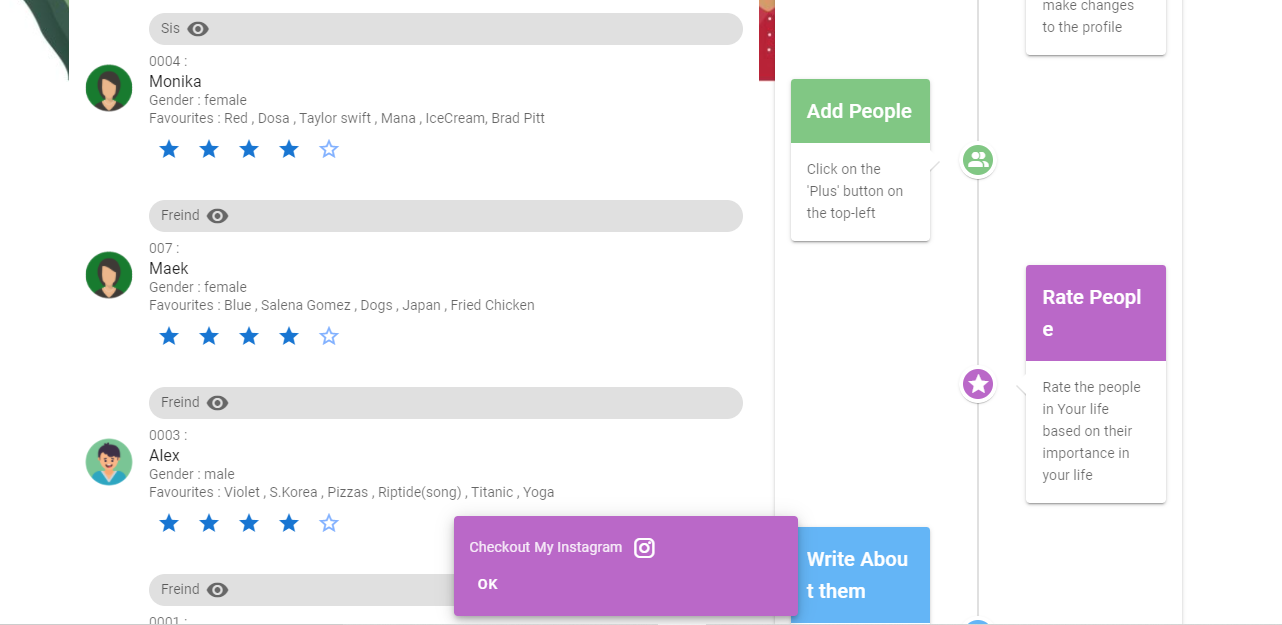 Sis
0004 :
Monika
Gender : female
Favourites : Red , Dosa , Taylor swift , Mana , IceCream, Brad Pitt
Freind
007 :
Maek
Gender : female
Favourites : Blue , Salena Gomez , Dogs , Japan , Fried Chicken
Freind
0003 :
Alex
Gender : male
Favourites : Violet , S.Korea , Pizzas , Riptide(song) , Titanic , Yoga
Freind
0001 :
Checkout My Instagram
OK
make changes
to the profile
Add People
Click on the
'Plus' button on
the top-left
Rate Peopl
e
Rate the people
in Your life
based on their
importance in
your life
Write Abou
t them